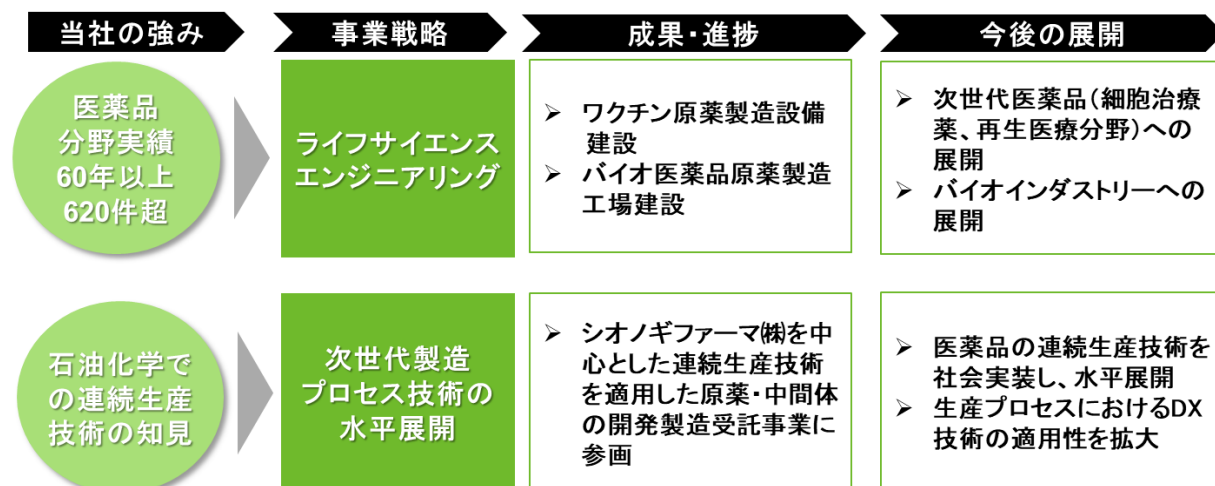 当社の強み
事業戦略
成果・進捗
今後の展開
医薬品
分野実績
60年以上
620件超
ライフサイエンス
エンジニアリング
➢ ワクチン原薬製造設備
建設
➢ バイオ医薬品原薬製造
工場建設
➢ 次世代医薬品(細胞治療
薬、再生医療分野)への
展開
➢ バイオインダストリーへの
展開
石油化学で
の連続生産
技術の知見
次世代製造
プロセス技術の
水平展開
➢ シオノギファーマ㈱を中
心とした連続生産技術
を適用した原薬・中間体
の開発製造受託事業に
参画
➢ 医薬品の連続生産技術を
社会実装し、水平展開
➢ 生産プロセスにおけるDX
技術の適用性を拡大